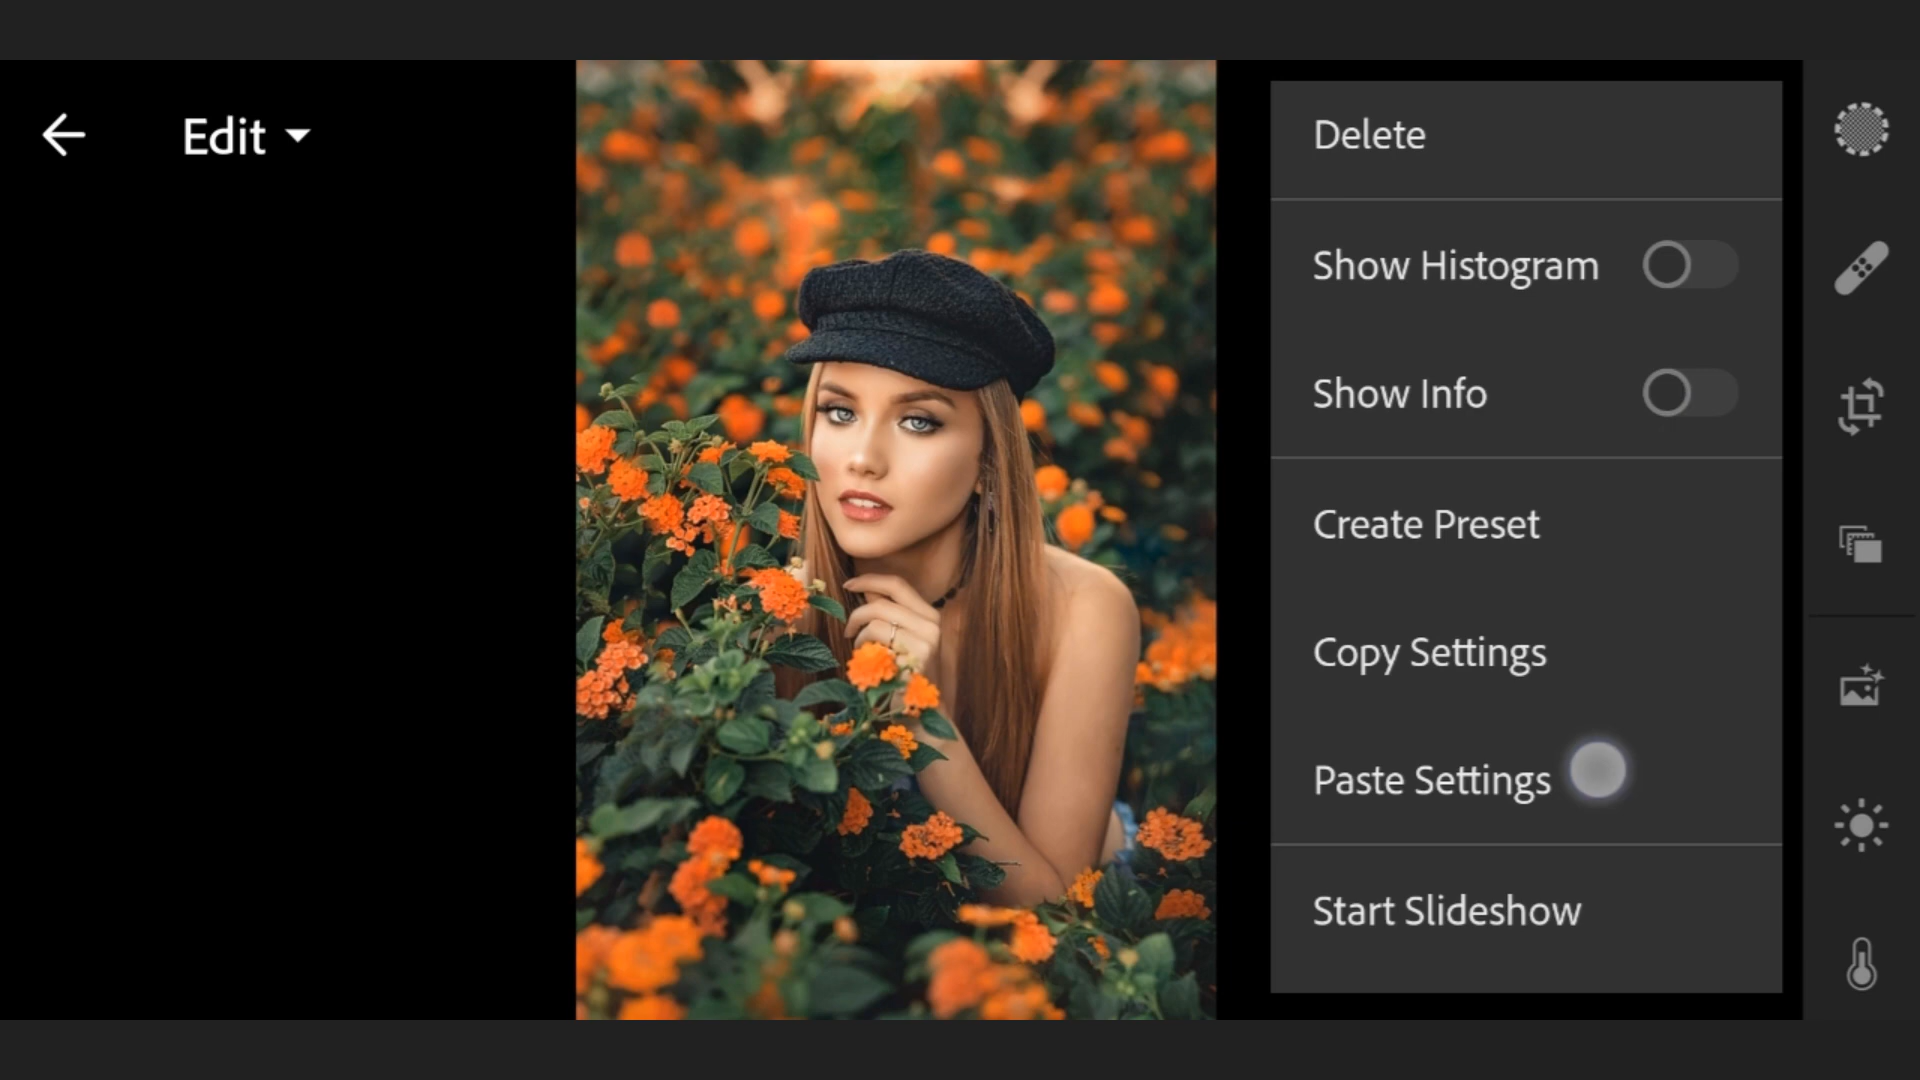 Edit
Delete
Show Histogram
Show Info
Create Preset
Copy Settings
Paste Settings
Start Slideshow